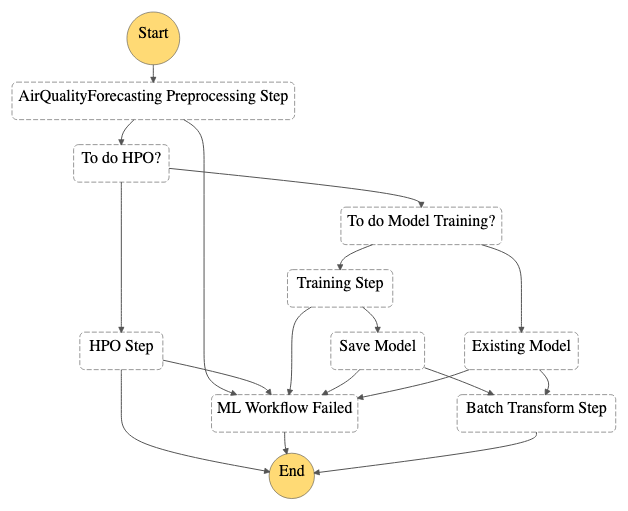 Start
AirQualityForecasting Preprocessing Step
To do HPO?
To do Model Training?
Training Step
HPO Step
Save Model
Existing Model
ML Workflow Failed
Batch Transform Step
End